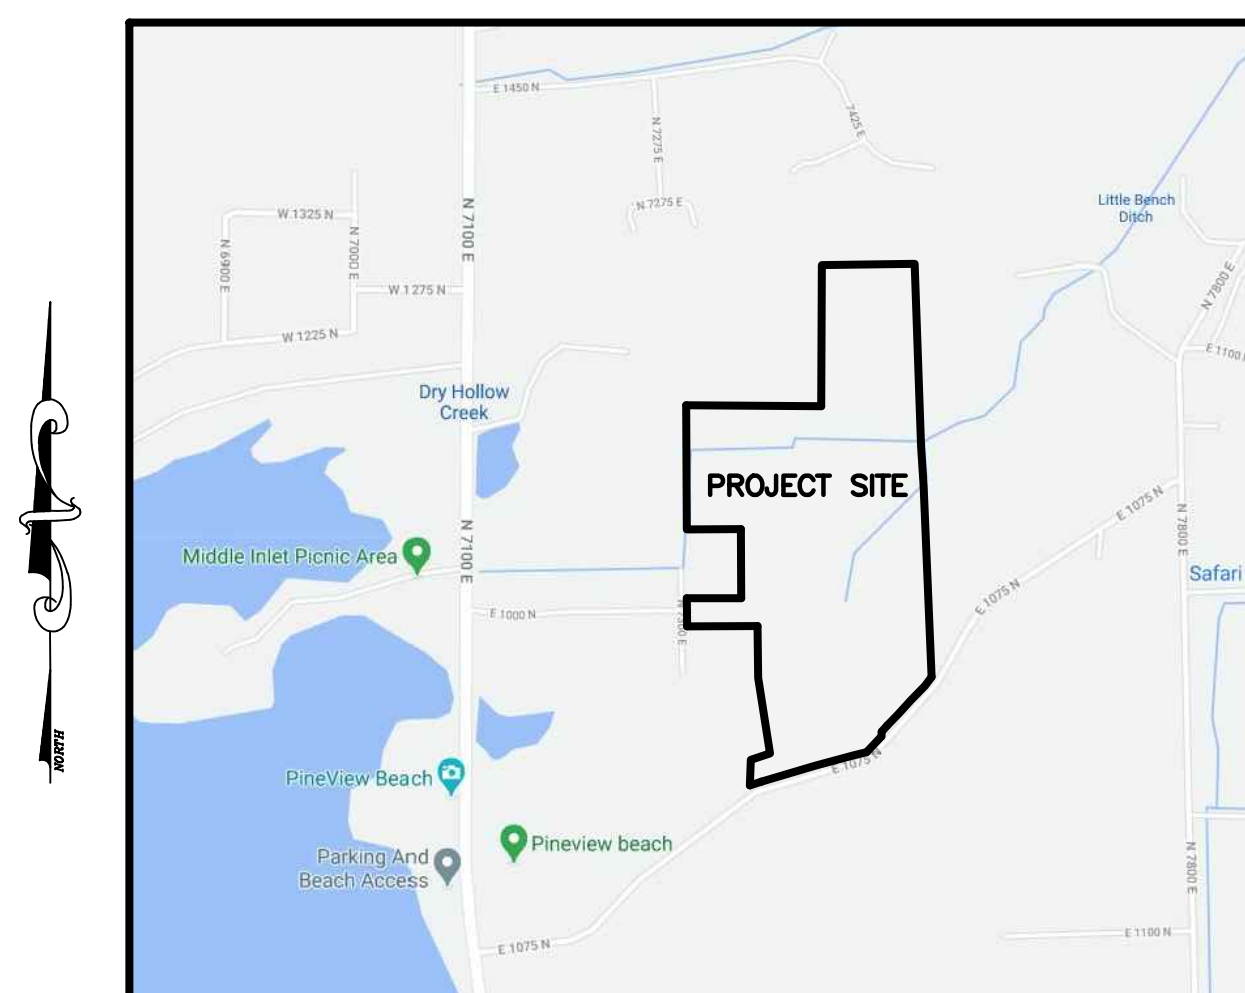 E 1450 N
N 7275 E
7425 E
N 7275 E
Little Bench
Ditch
W 1325 N
N 7100 E
N 6900 E
N 7000 E
N 7800 E
W 1275 N
W 1225 N
E 1100
Dry Hollow
Creek
PROJECT SITE
E 1075 N
N 7100 E
N 7800 E
Middle Inlet Picnic Area
Safari
E 1075 N
E 1000 N
N 7300 E
NORTH
E 1075 N
PineView Beach
Pineview beach
Parking And
Beach Access
N 7800 E
E 1100 N
E 1075 N